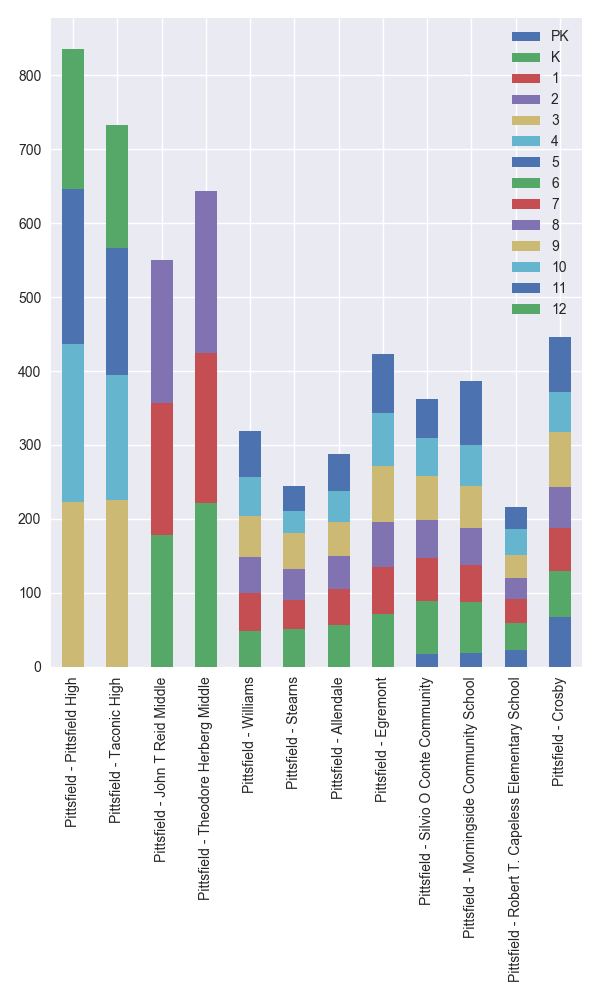 PK
K
1
2
3
4
5
6
7
8
9
10
11
12
800
700
600
500
400
300
200
100
0
Pittsfield - Pittsfield High
Pittsfield - Taconic High
Pittsfield - John T Reid Middle
Pittsfield - Theodore Herberg Middle
Pittsfield - Williams
Pittsfield - Stearns
Pittsfield - Allendale
Pittsfield - Egremont
Pittsfield - Silvio O Conte Community
Pittsfield - Morningside Community School
Pittsfield - Robert T. Capeless Elementary School
Pittsfield - Crosby